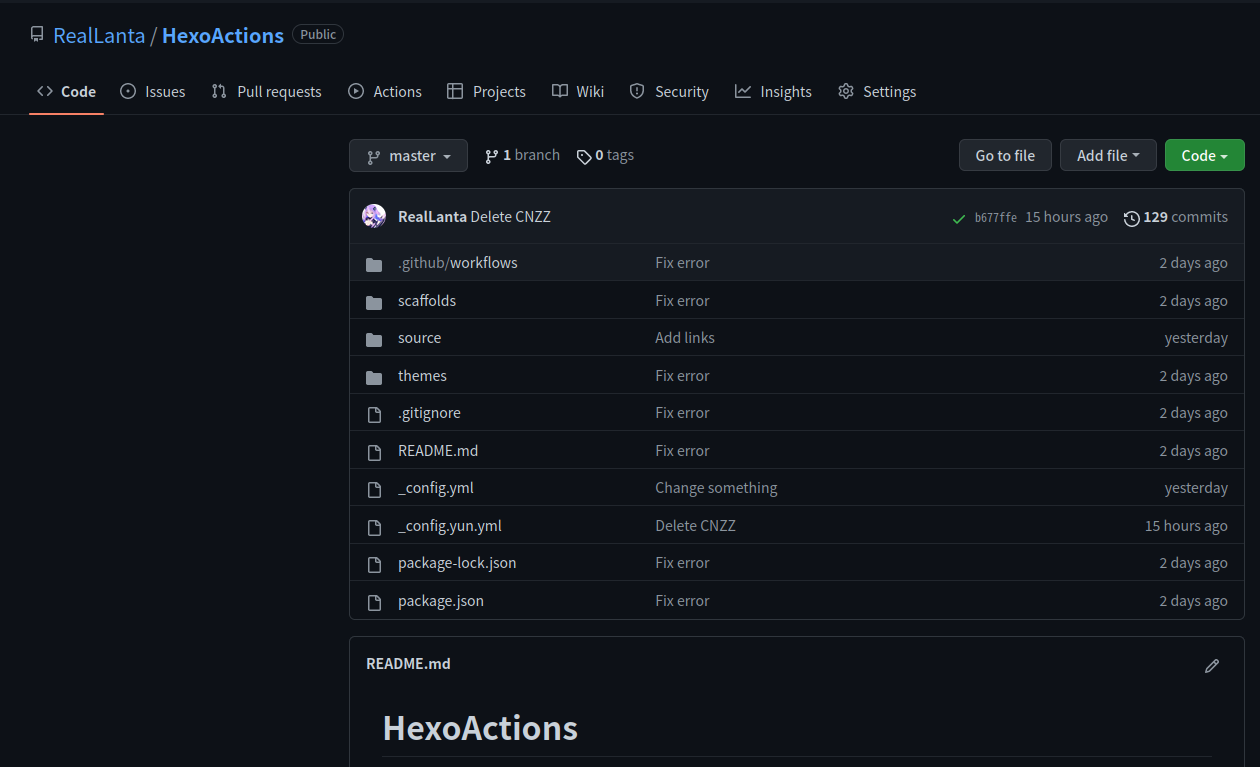 RealLanta / HexoActions Public
Code Issues Pull requests Actions Projects Wiki Security Insights Settings
master 1 branch 0 tags Go to file Add file Code
RealLanta Delete CNZZ b677ffe 15 hours ago 129 commits
.github/workflows Fix error 2 days ago
scaffolds Fix error 2 days ago
source Add links yesterday
themes Fix error 2 days ago
.gitignore Fix error 2 days ago
README.md Fix error 2 days ago
_config.yml Change something yesterday
_config.yun.yml Delete CNZZ 15 hours ago
package-lock.json Fix error 2 days ago
package.json Fix error 2 days ago
README.md
HexoActions